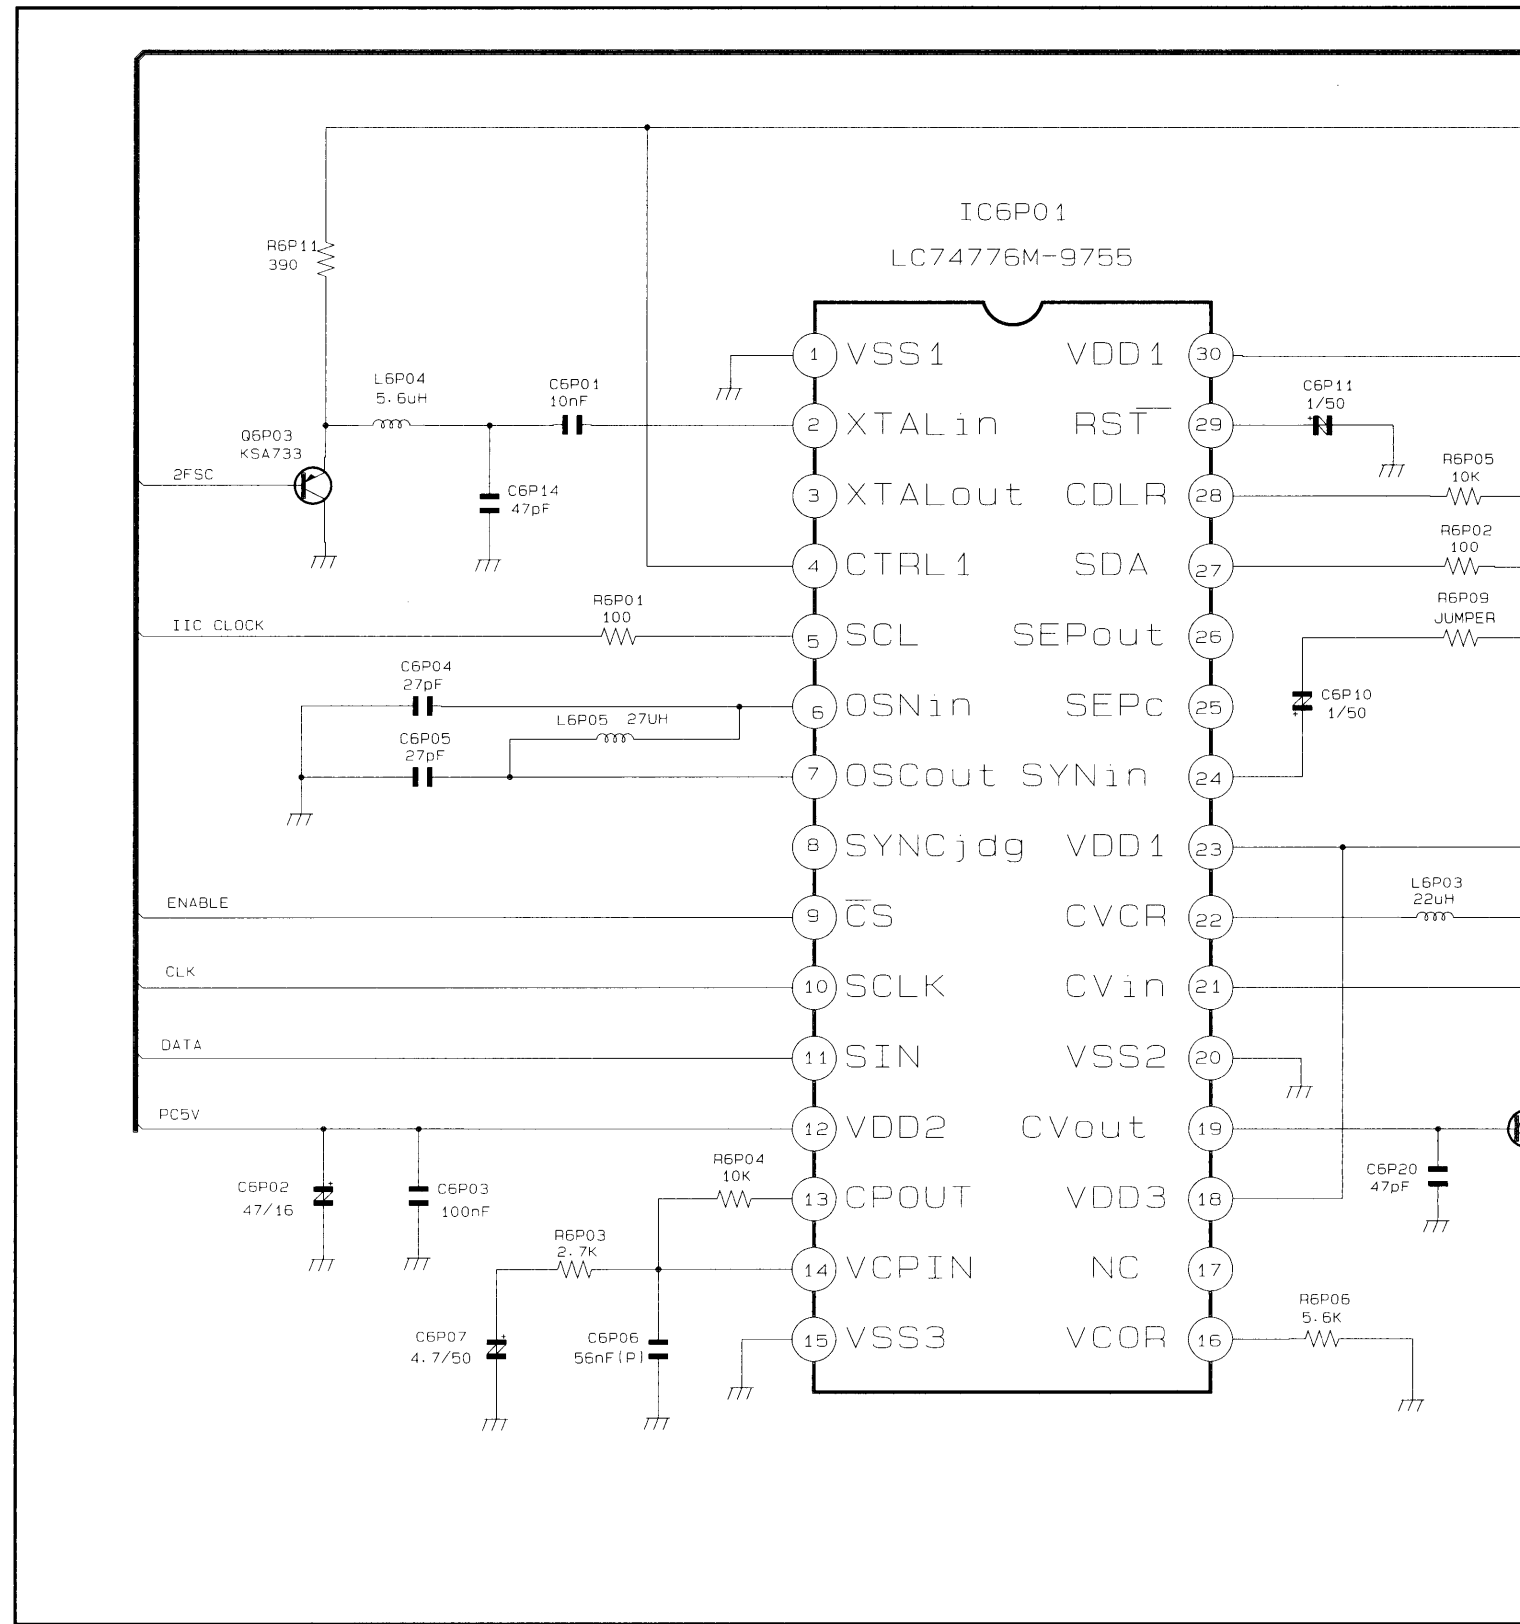 IC6P01
LC74776M-9755
R6P11
390
L6P04
5.6uH
C6P01
10nF
Q6P03
KSA733
2FSC
C6P14
47pF
IIC CLOCK
R6P01
100
C6P04
27pF
L6P05 27UH
C6P05
27pF
ENABLE
CLK
DATA
PC5V
C6P02
47/16
C6P03
100nF
R6P04
10K
R6P03
2.7K
C6P07
4.7/50
C6P06
56nF(P)
1 VSS1 VDD1 30
2 XTALin RST 29
3 XTALout CDLR 28
4 CTRL1 SDA 27
5 SCL SEPout 26
6 OSNin SEPc 25
7 OSCout SYNin 24
8 SYNCjdg VDD1 23
9 CS CVCR 22
10 SCLK CVin 21
11 SIN VSS2 20
12 VDD2 CVout 19
13 CPOUT VDD3 18
14 VCPIN NC 17
15 VSS3 VCOR 16
C6P11
1/50
R6P05
10K
R6P02
100
R6P09
JUMPER
C6P10
1/50
L6P03
22uH
C6P20
47pF
R6P06
5.6K